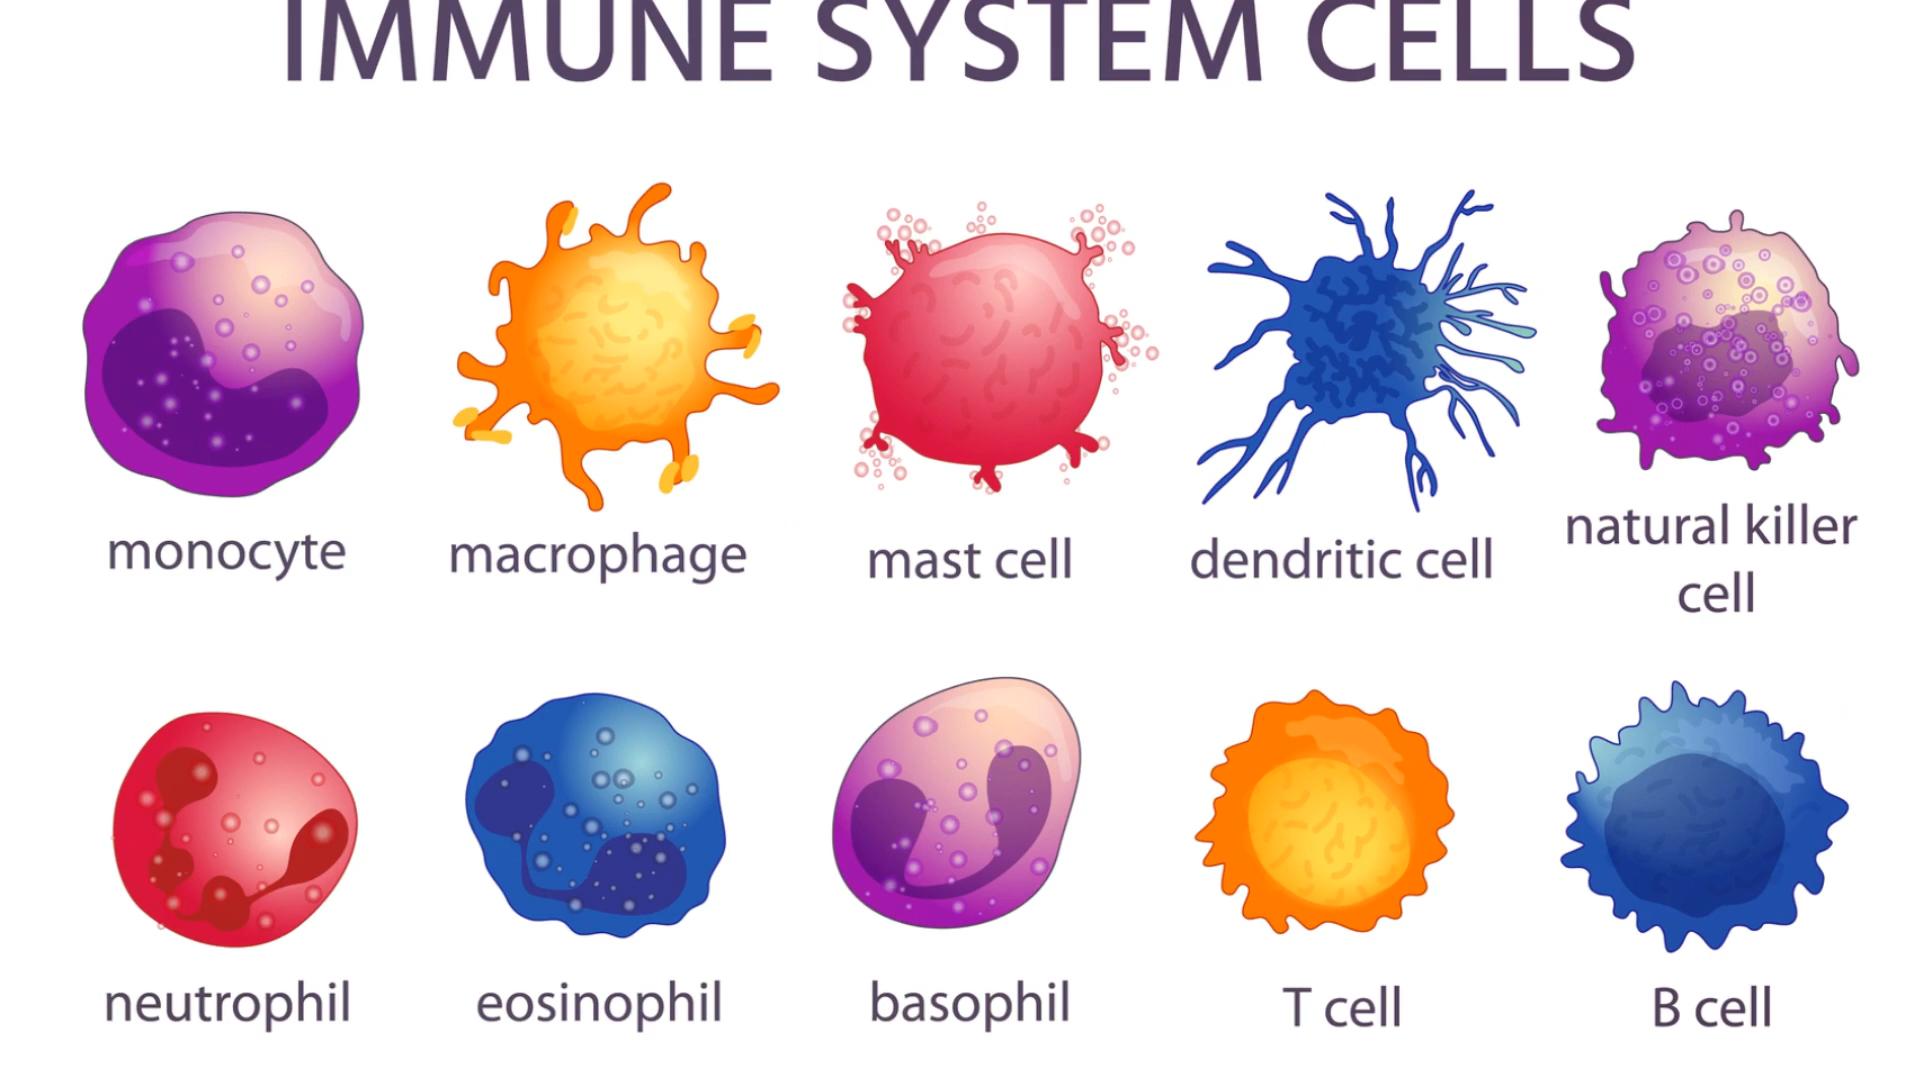 IMMUNE SYSTEM CELLS
monocyte
macrophage
mast cell
dendritic cell
natural killer
cell
neutrophil
eosinophil
basophil
T cell
B cell